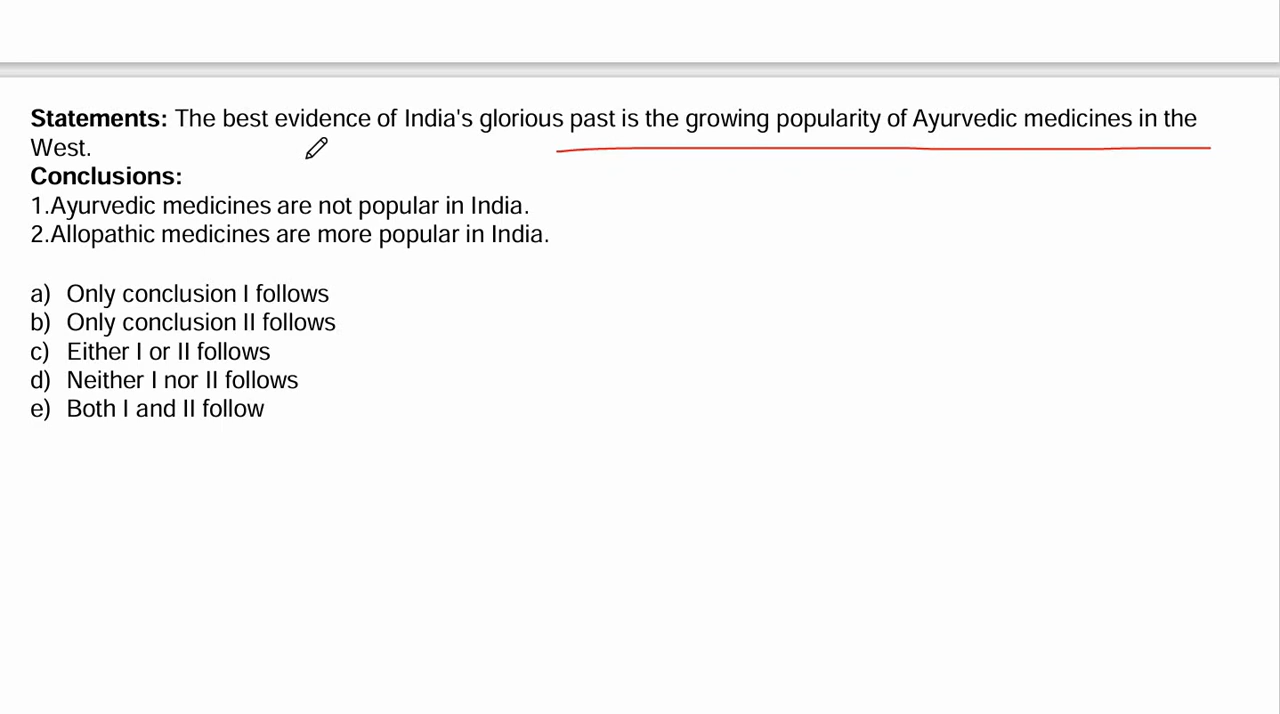 Statements: The best evidence of India's glorious past is the growing popularity of Ayurvedic medicines in the
West.
Conclusions:
1.Ayurvedic medicines are not popular in India.
2.Allopathic medicines are more popular in India.
a) Only conclusion I follows
b) Only conclusion II follows
c) Either I or II follows
d) Neither I nor II follows
e) Both I and II follow